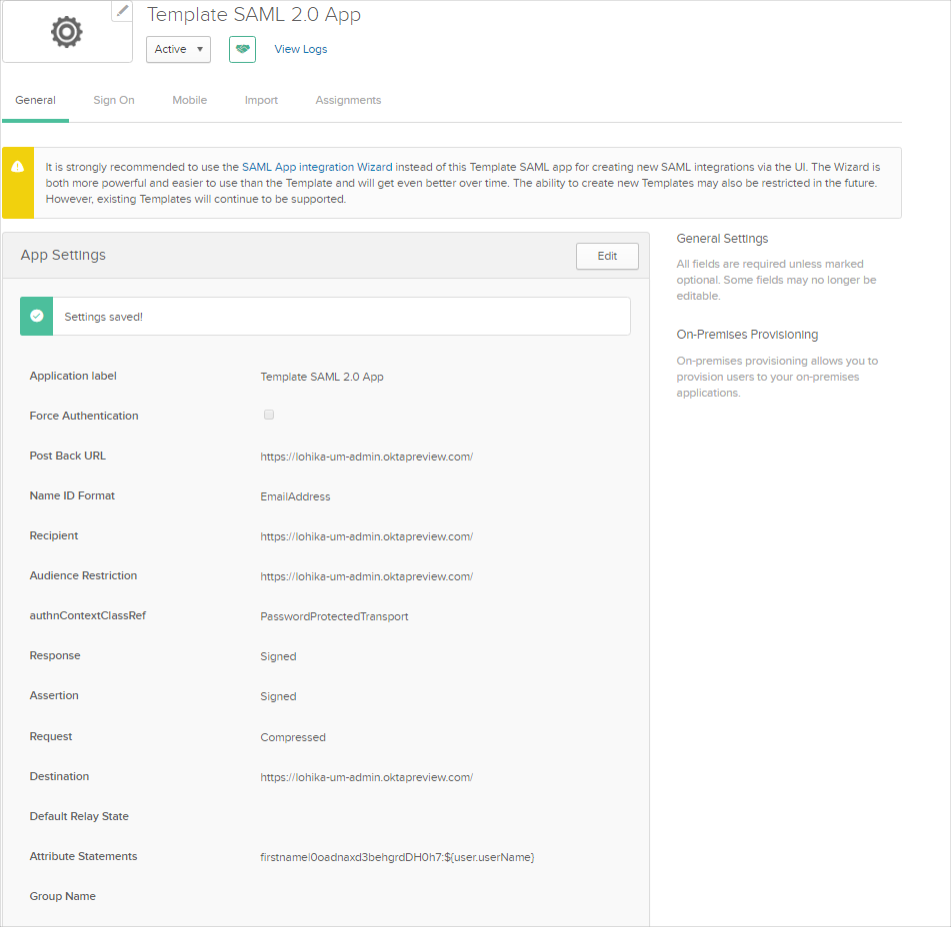 Template SAML 2.0 App
Active
View Logs
General Sign On Mobile Import Assignments
It is strongly recommended to use the SAML App integration Wizard instead of this Template SAML app for creating new SAML integrations via the UI. The Wizard is
both more powerful and easier to use than the Template and will get even better over time. The ability to create new Templates may also be restricted in the future.
However, existing Templates will continue to be supported.
App Settings
Edit
Settings saved!
Application label Template SAML 2.0 App
Force Authentication
Post Back URL https://lohika-um-admin.oktapreview.com/
Name ID Format EmailAddress
Recipient https://lohika-um-admin.oktapreview.com/
Audience Restriction https://lohika-um-admin.oktapreview.com/
authnContextClassRef PasswordProtectedTransport
Response Signed
Assertion Signed
Request Compressed
Destination https://lohika-um-admin.oktapreview.com/
Default Relay State
Attribute Statements firstname|0oadnaxd3behgrdDH0h7:${user.userName}
Group Name
General Settings
All fields are required unless marked
optional. Some fields may no longer be
editable.
On-Premises Provisioning
On-premises provisioning allows you to
provision users to your on-premises
applications.